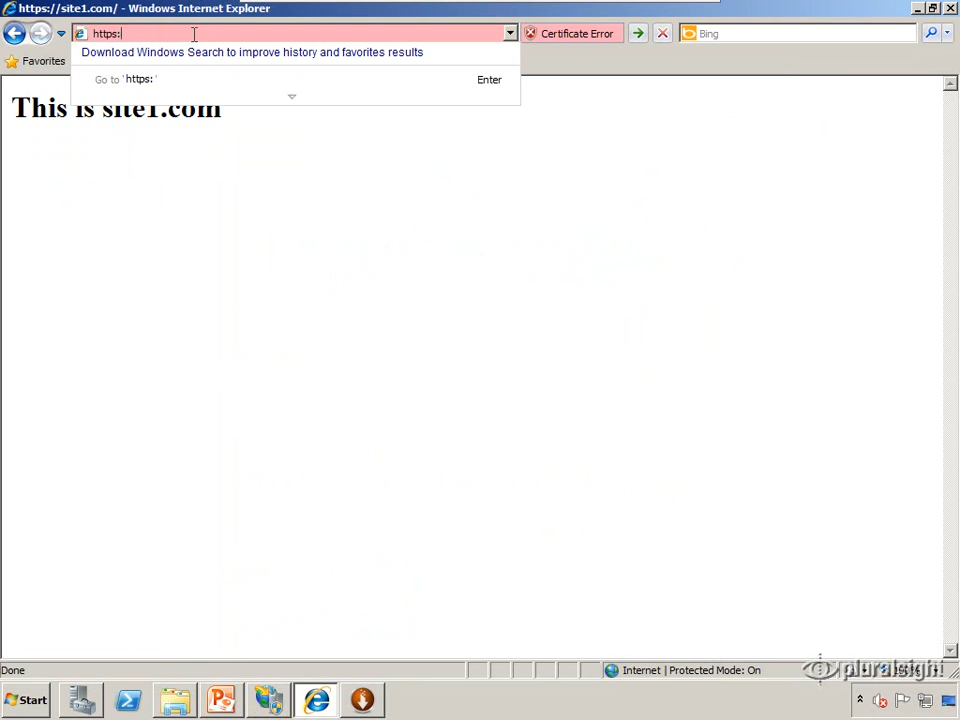 https://site1.com/ - Windows Internet Explorer
https:
Certificate Error
Bing
Download Windows Search to improve history and favorites results
Favorites
Go to 'https:'
Enter
This is site1.com
Done
Internet | Protected Mode: On
pluralsight
Start